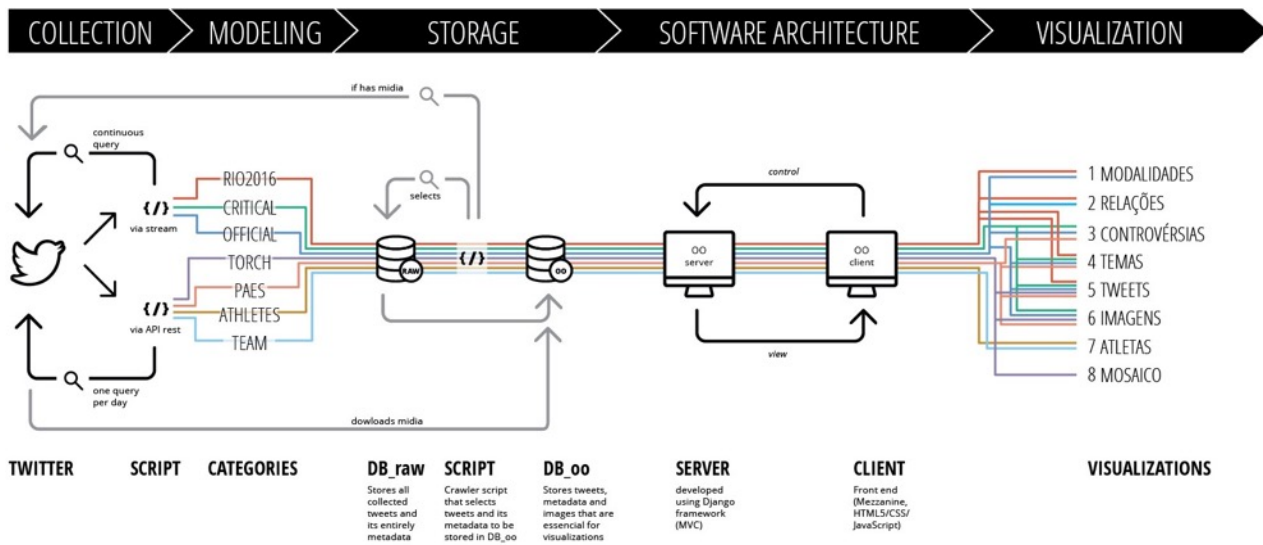 COLLECTION
MODELING
STORAGE
SOFTWARE ARCHITECTURE
VISUALIZATION
if has midia
continuous
query
selects
control
{/}
via stream
RIO2016
CRITICAL
OFFICIAL
TORCH
PAES
ATHLETES
TEAM
{/}
via API rest
RAW
{/}
OO
OO
server
OO
client
view
1 MODALIDADES
2 RELAÇÕES
3 CONTROVÉRSIAS
4 TEMAS
5 TWEETS
6 IMAGENS
7 ATLETAS
8 MOSAICO
one query
per day
dowloads midia
TWITTER
SCRIPT
CATEGORIES
DB_raw
Stores all
collected
tweets and
its entirely
metadata
SCRIPT
Crawler script
that selects
tweets and its
metadata to be
stored in DB_oo
DB_oo
Stores tweets,
metadata and
images that are
essencial for
visualizations
SERVER
developed
using Django
framework
(MVC)
CLIENT
Front end
(Mezzanine,
HTML5/CSS/
JavaScript)
VISUALIZATIONS